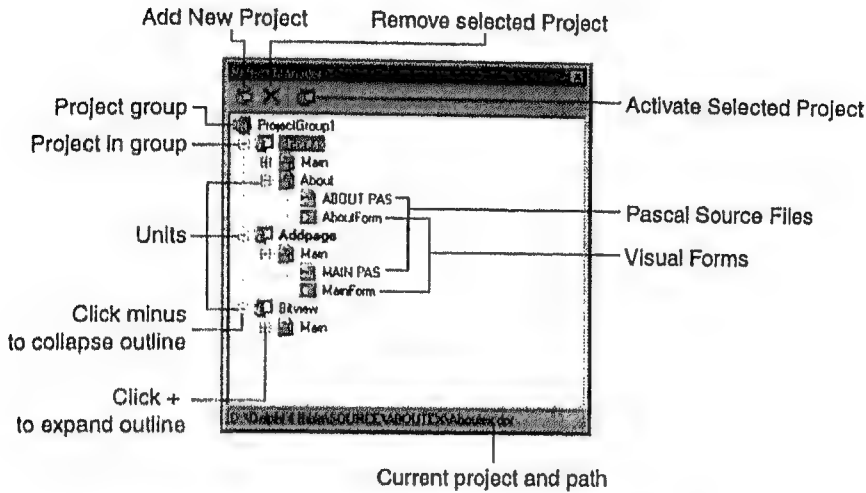 Add New Project
Remove selected Project
Project group
Activate Selected Project
ProjectGroup1
Project in group
Main
About
ABOUT PAS
AboutForm
Pascal Source Files
Units
Addpage
Main
Visual Forms
MAIN PAS
MainForm
Click minus
to collapse outline
Bitview
Main
Click +
to expand outline
Current project and path